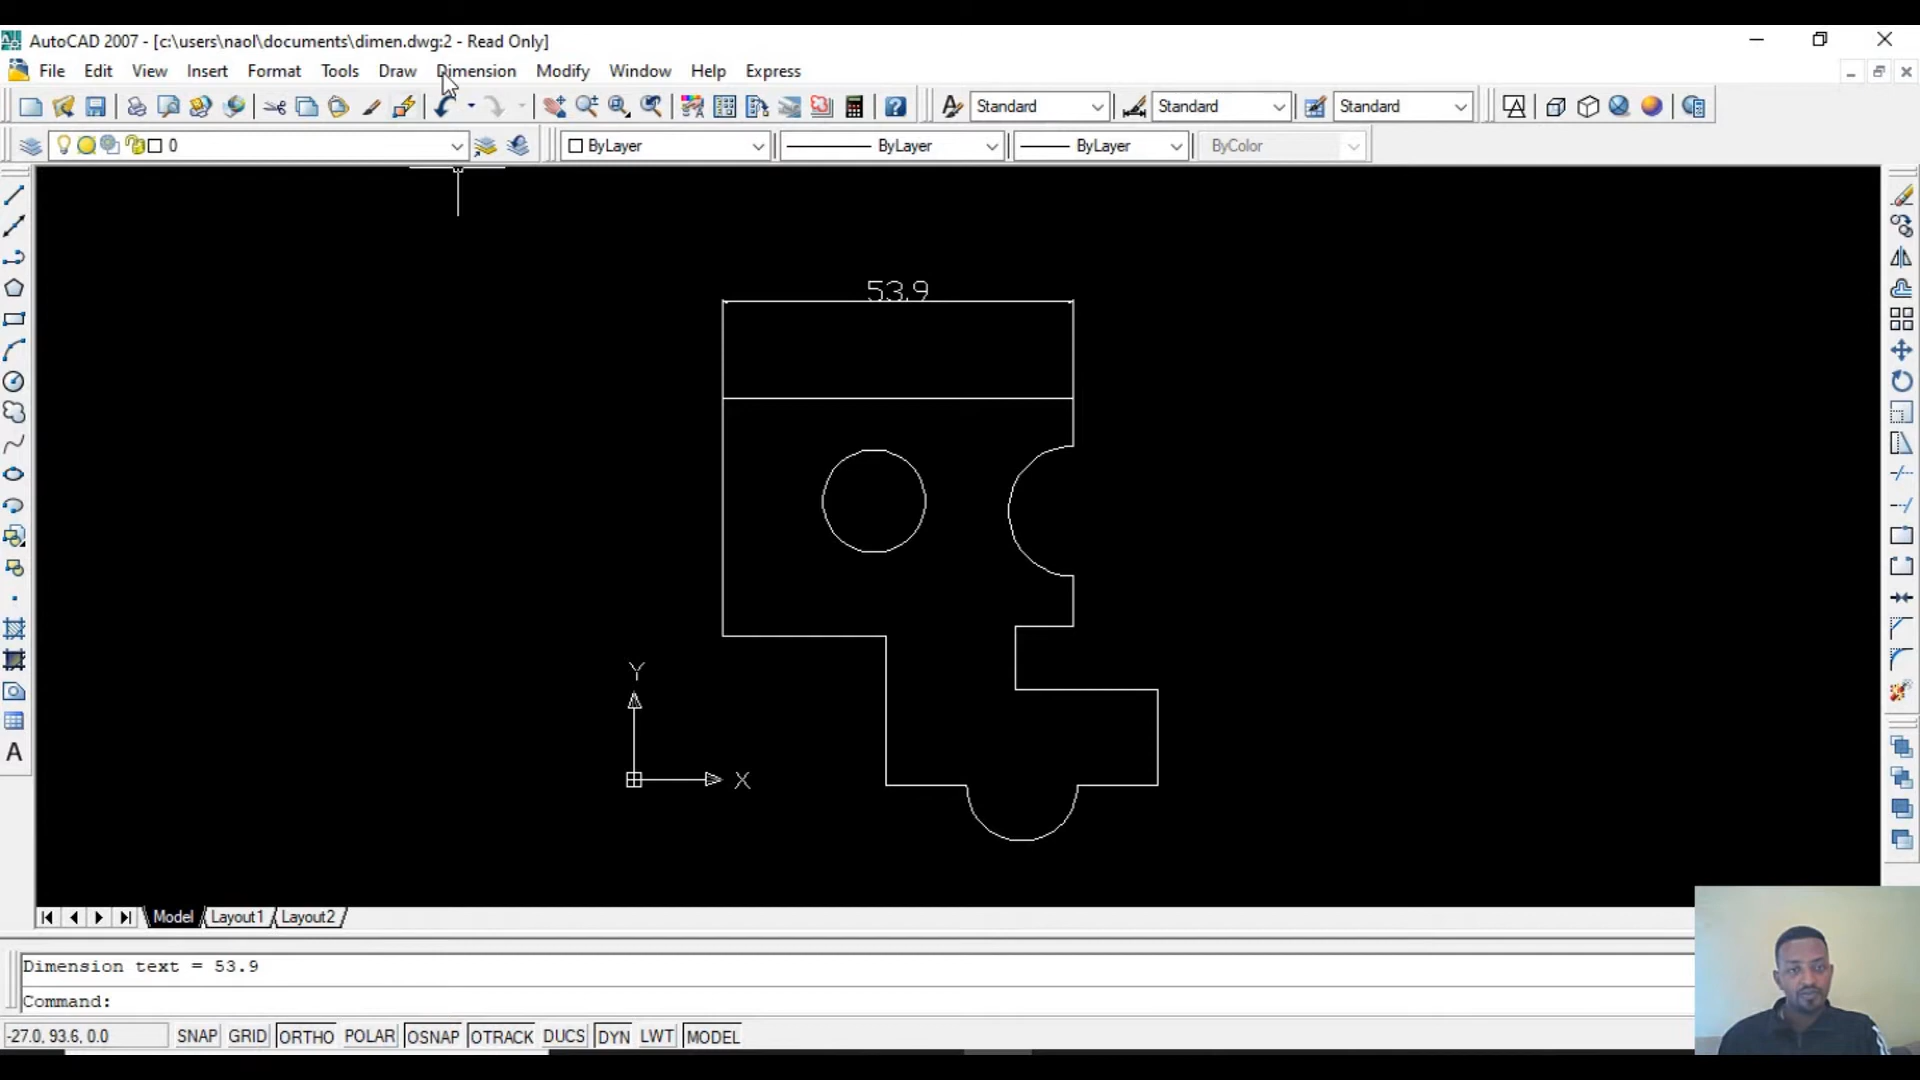 AutoCAD 2007 - [c:\users\naol\documents\dimen.dwg:2 - Read Only]
File Edit View Insert Format Tools Draw Dimension Modify Window Help Express
Standard Standard Standard
0 ByLayer ByLayer ByLayer ByColor
53.9
Y
X
A
Model Layout1 Layout2
Dimension text = 53.9
Command:
-27.0, 93.6, 0.0 SNAP GRID ORTHO POLAR OSNAP OTRACK DUCS DYN LWT MODEL